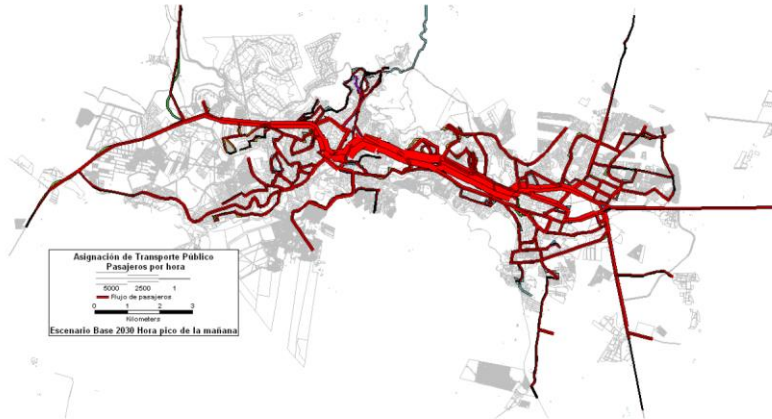 Asignación de Transporte Público
Pasajeros por hora
5000 2500 1
Flujo de pasajeros
0 1 2 3
Kilometers
Escenario Base 2030 Hora pico de la mañana